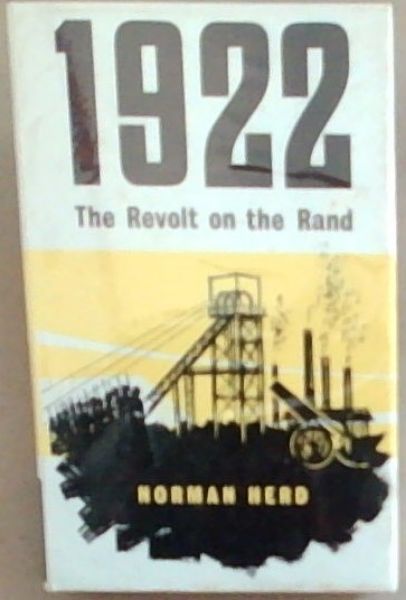 1922
The Revolt on the Rand
NORMAN HERD